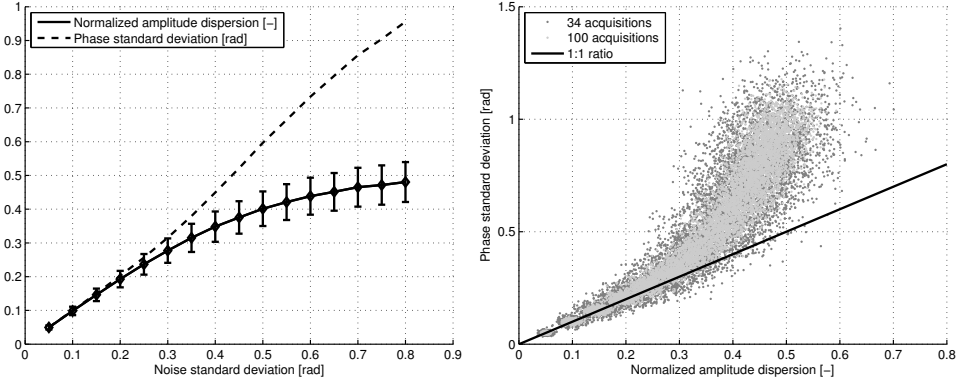 Normalized amplitude dispersion [−]
Phase standard deviation [rad]
1
0.9
0.8
0.7
0.6
0.5
0.4
0.3
0.2
0.1
0
0 0.1 0.2 0.3 0.4 0.5 0.6 0.7 0.8 0.9
Noise standard deviation [rad]
34 acquisitions
100 acquisitions
1:1 ratio
Phase standard deviation [rad]
1.5
1
0.5
0
0 0.1 0.2 0.3 0.4 0.5 0.6 0.7 0.8
Normalized amplitude dispersion [−]